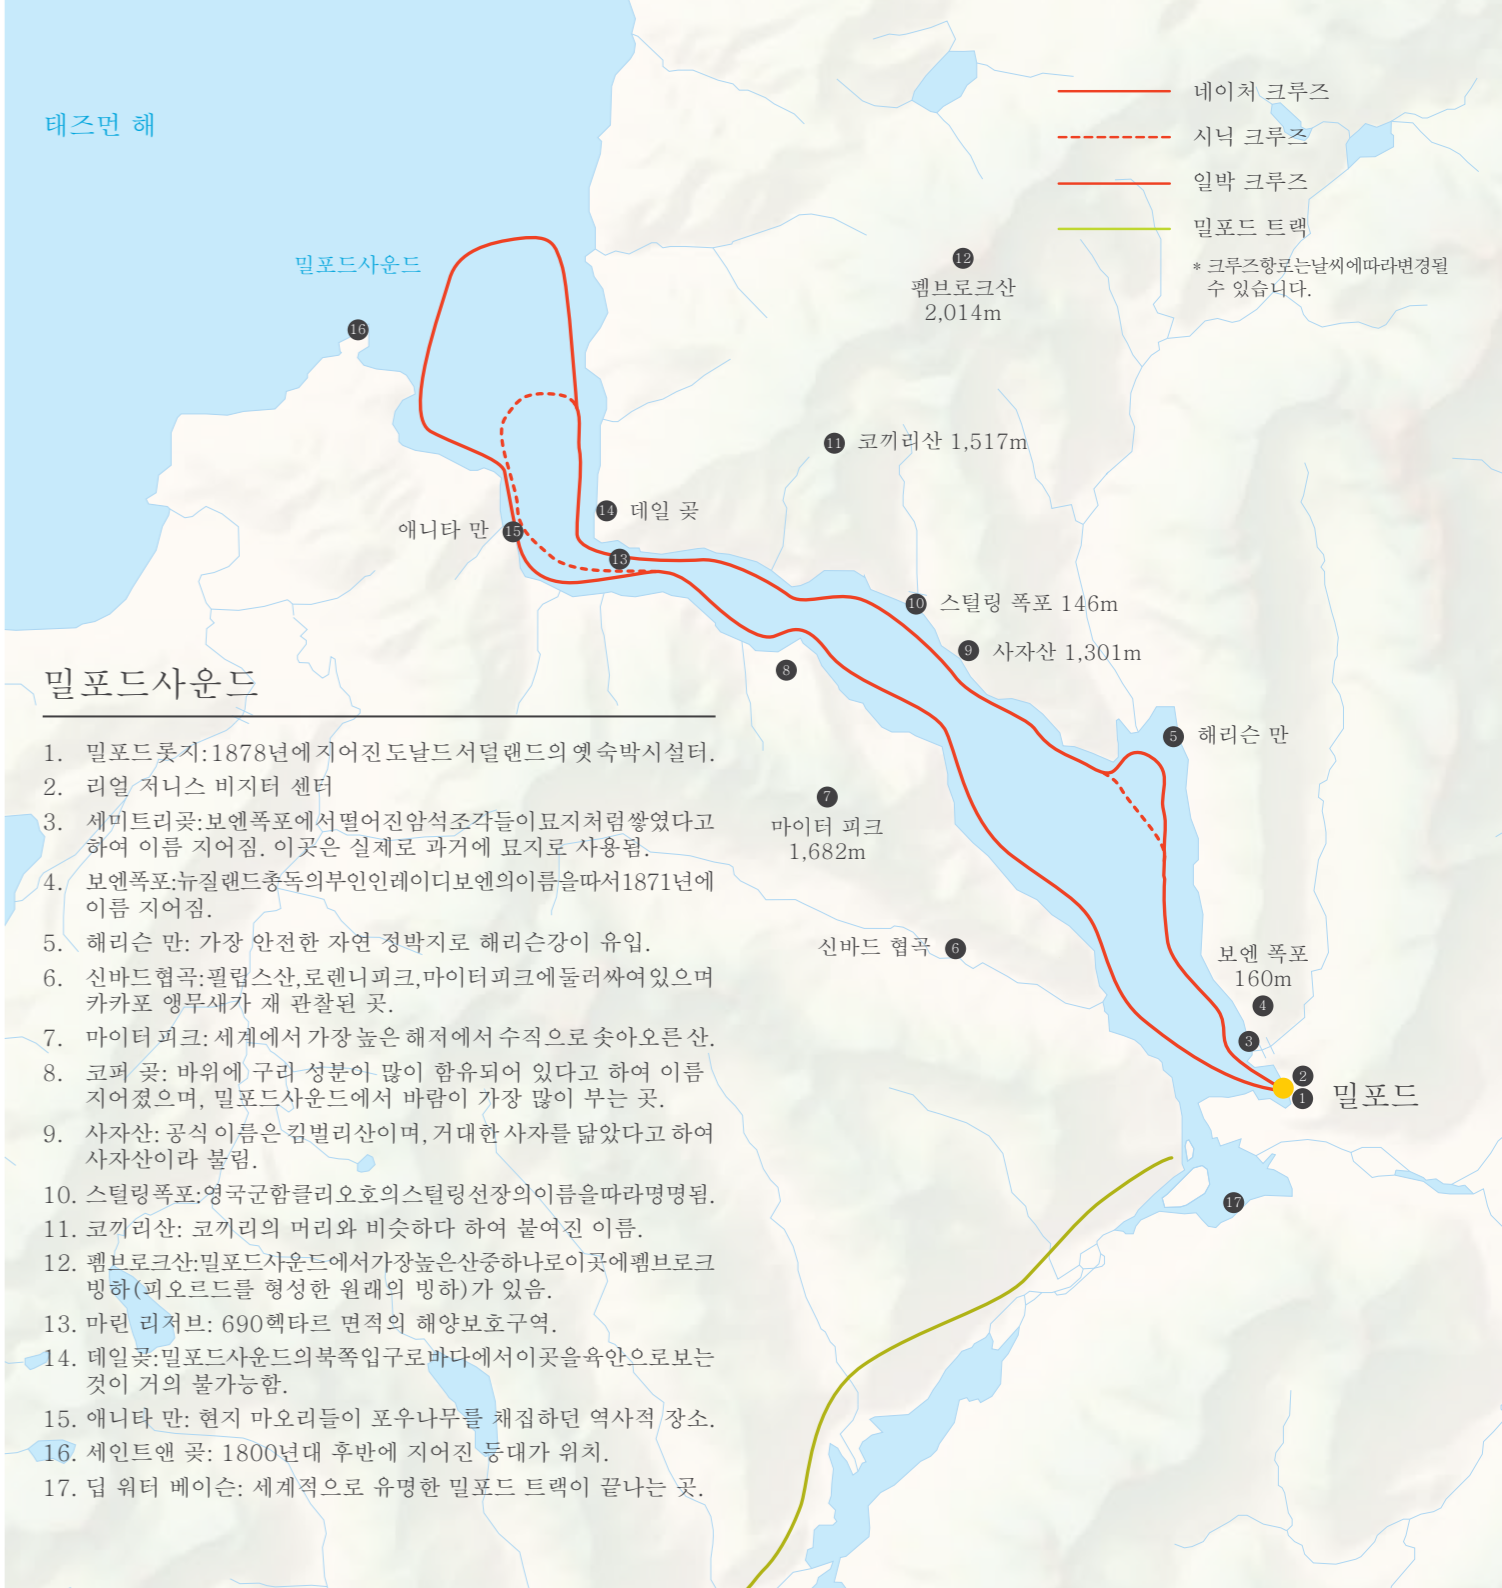 태즈먼 해
네이처 크루즈
시닉 크루즈
일박 크루즈
밀포드 트랙
* 크루즈항로는날씨에따라변경될
수 있습니다.
밀포드사운드
16
12
펨브로크산
2,014m
11 코끼리산 1,517m
14 데일 곶
애니타 만 15
13
10 스털링 폭포 146m
9 사자산 1,301m
8
5 해리슨 만
7
마이터 피크
1,682m
신바드 협곡 6
보엔 폭포
160m
4
3
2
1
밀포드
17
밀포드사운드
1. 밀포드롯지:1878년에지어진도날드서덜랜드의옛숙박시설터.
2. 리얼 저니스 비지터 센터
3. 세미트리곶:보엔폭포에서떨어진암석조각들이묘지처럼쌓였다고
하여 이름 지어짐. 이곳은 실제로 과거에 묘지로 사용됨.
4. 보엔폭포:뉴질랜드총독의부인인레이디보엔의이름을따서1871년에
이름 지어짐.
5. 해리슨 만: 가장 안전한 자연 정박지로 해리슨강이 유입.
6. 신바드협곡:필립스산,로렌니피크,마이터피크에둘러싸여있으며
카카포 앵무새가 재 관찰된 곳.
7. 마이터피크: 세계에서 가장 높은 해저에서 수직으로 솟아오른 산.
8. 코퍼 곶: 바위에 구리 성분이 많이 함유되어 있다고 하여 이름
지어졌으며, 밀포드사운드에서 바람이 가장 많이 부는 곳.
9. 사자산: 공식 이름은 킴벌리산이며, 거대한 사자를 닮았다고 하여
사자산이라 불림.
10. 스털링폭포:영국군함클리오호의스털링선장의이름을따라명명됨.
11. 코끼리산: 코끼리의 머리와 비슷하다 하여 붙여진 이름.
12. 펨브로크산:밀포드사운드에서가장높은산중하나로이곳에펨브로크
빙하(피오르드를 형성한 원래의 빙하)가 있음.
13. 마린 리저브: 690헥타르 면적의 해양보호구역.
14. 데일곶:밀포드사운드의북쪽입구로바다에서이곳을육안으로보는
것이 거의 불가능함.
15. 애니타 만: 현지 마오리들이 포우나무를 채집하던 역사적 장소.
16. 세인트앤 곶: 1800년대 후반에 지어진 등대가 위치.
17. 딥 워터 베이슨: 세계적으로 유명한 밀포드 트랙이 끝나는 곳.